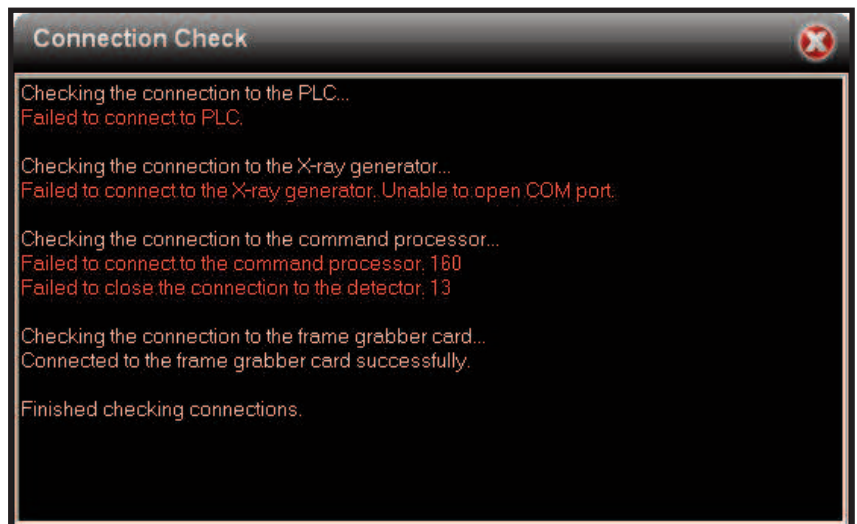 Connection Check
Checking the connection to the PLC...
Failed to connect to PLC.
Checking the connection to the X-ray generator...
Failed to connect to the X-ray generator. Unable to open COM port.
Checking the connection to the command processor...
Failed to connect to the command processor, 160
Failed to close the connection to the detector, 13
Checking the connection to the frame grabber card...
Connected to the frame grabber card successfully.
Finished checking connections.